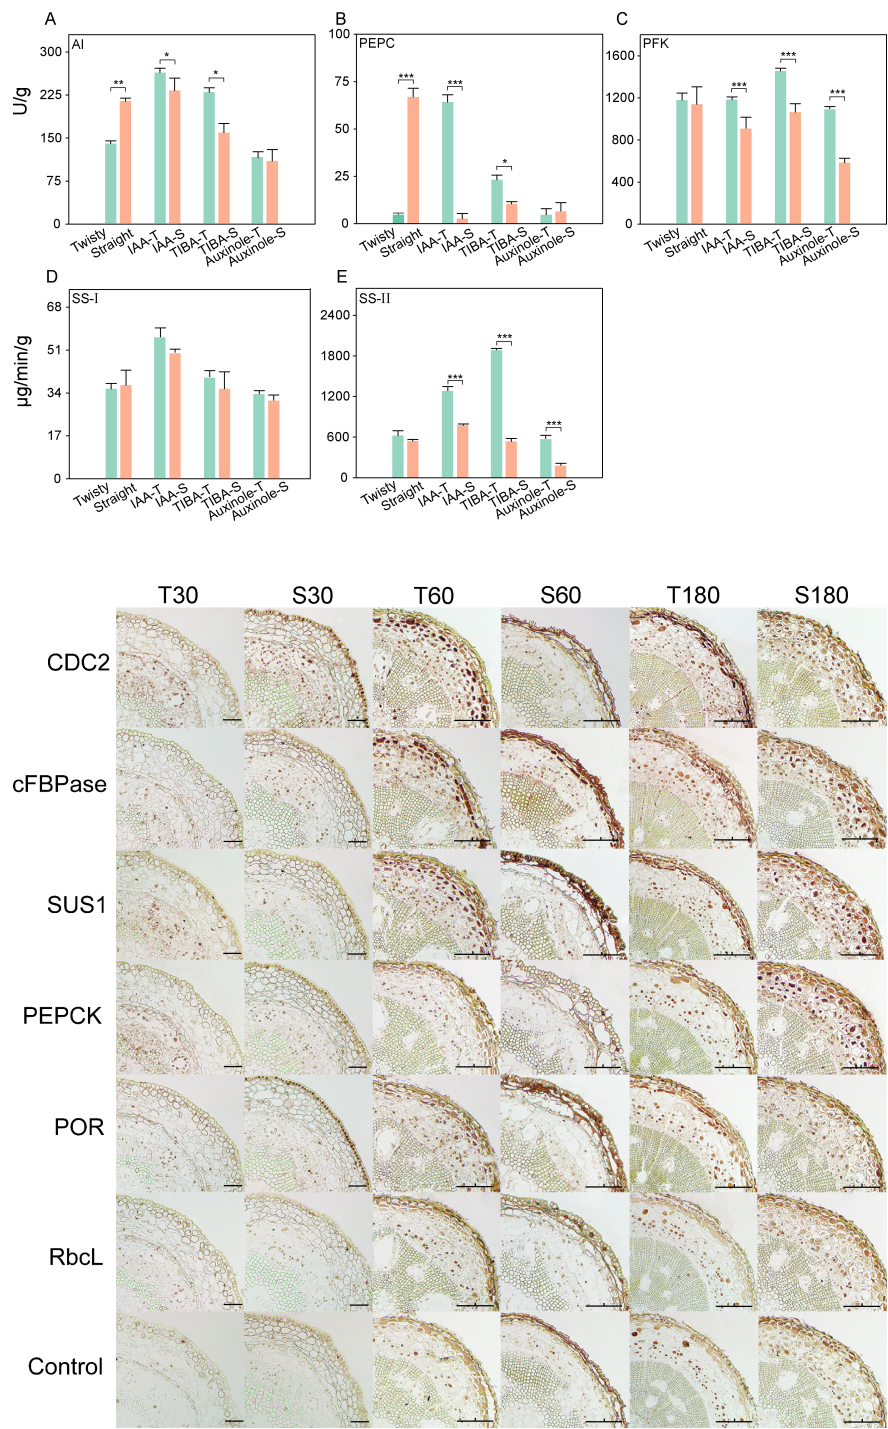 A
AI
U/g
300
225
150
75
0
**
*
*
Twisty
Straight
IAA-T
IAA-S
TIBA-T
TIBA-S
Auxinole-T
Auxinole-S
B
PEPC
100
75
50
25
0
***
***
*
Twisty
Straight
IAA-T
IAA-S
TIBA-T
TIBA-S
Auxinole-T
Auxinole-S
C
PFK
1600
1200
800
400
0
***
***
***
Twisty
Straight
IAA-T
IAA-S
TIBA-T
TIBA-S
Auxinole-T
Auxinole-S
D
SS-I
μg/min/g
68
51
34
17
0
Twisty
Straight
IAA-T
IAA-S
TIBA-T
TIBA-S
Auxinole-T
Auxinole-S
E
SS-II
2400
1800
1200
600
0
***
***
***
Twisty
Straight
IAA-T
IAA-S
TIBA-T
TIBA-S
Auxinole-T
Auxinole-S
T30 S30 T60 S60 T180 S180
CDC2
cFBPase
SUS1
PEPCK
POR
RbcL
Control